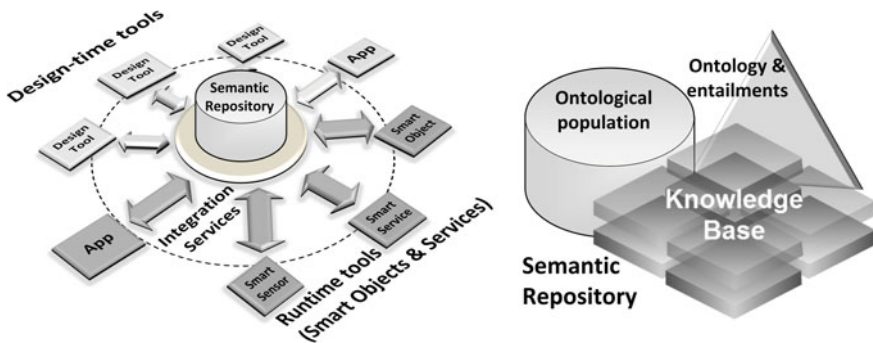 Design-time tools
Design
Tool
Design
Tool
Design
Tool
App
Semantic
Repository
Smart
Object
Smart
Service
Smart
Sensor
App
Integration
Services
Runtime tools
(Smart Objects & Services)
Ontological
population
Ontology &
entailments
Knowledge
Base
Semantic
Repository